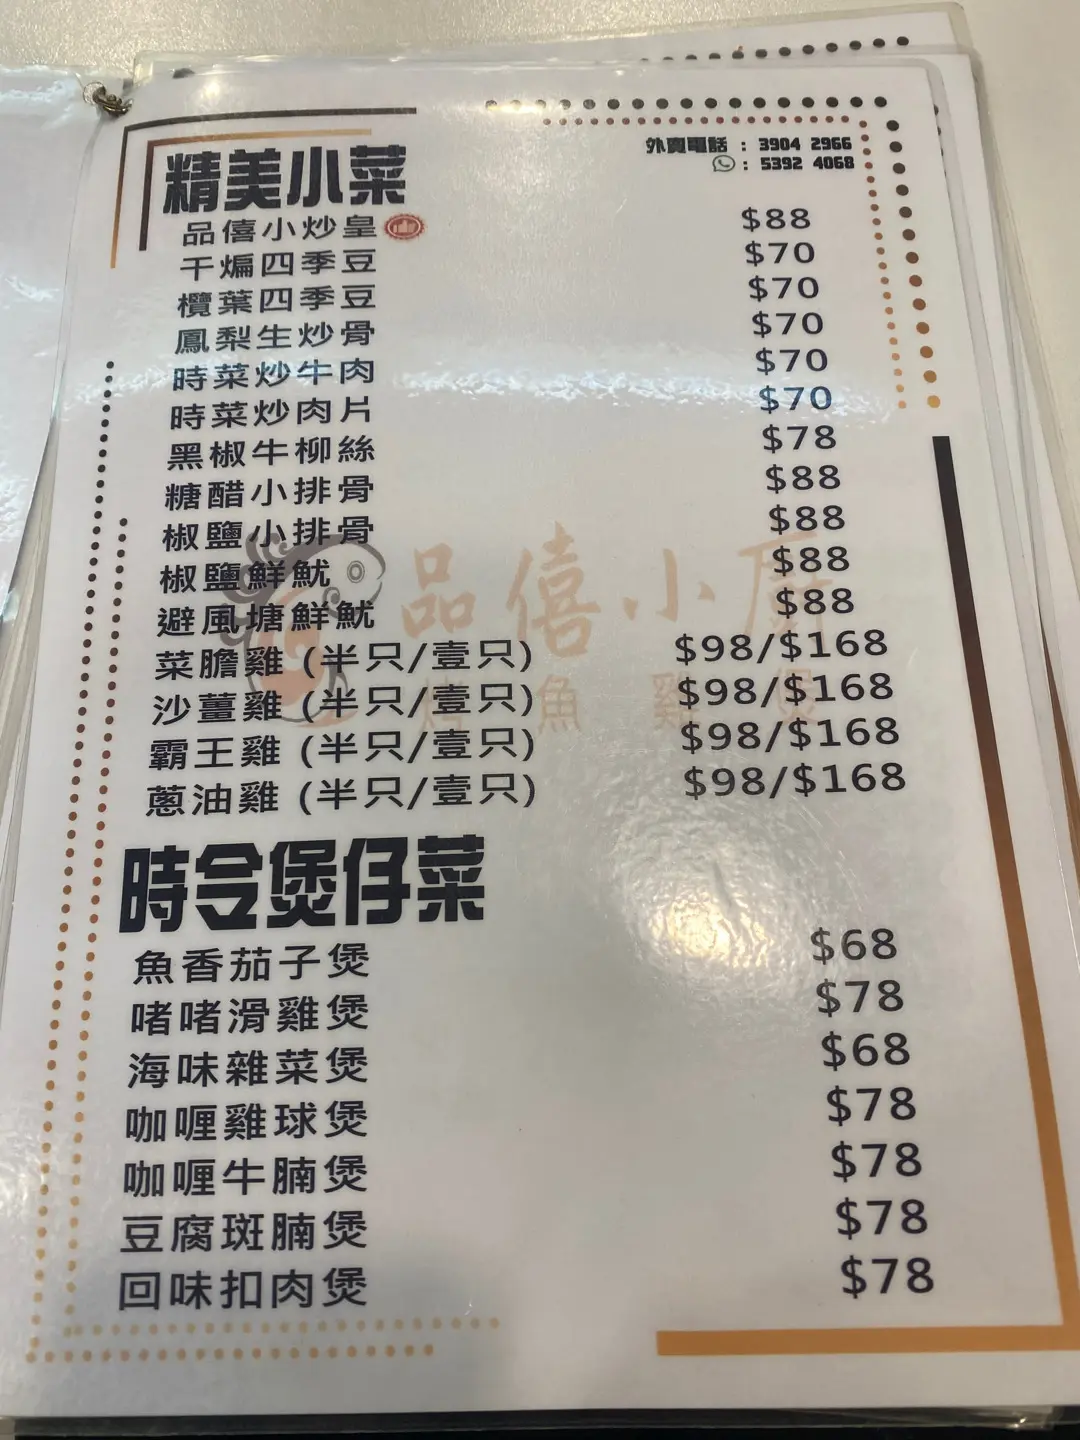 精美小菜
外賣電話 : 3904 2966
: 5392 4068
品僖小炒皇 $88
干煸四季豆 $70
欖葉四季豆 $70
鳳梨生炒骨 $70
時菜炒牛肉 $70
時菜炒肉片 $70
黑椒牛柳絲 $78
糖醋小排骨 $88
椒鹽小排骨 $88
椒鹽鮮魷 $88
避風塘鮮魷 $88
菜膽雞 (半只/壹只) $98/$168
沙薑雞 (半只/壹只) $98/$168
霸王雞 (半只/壹只) $98/$168
蔥油雞 (半只/壹只) $98/$168
品僖小厨
烤魚雞煲
時令煲仔菜
魚香茄子煲 $68
啫啫滑雞煲 $78
海味雜菜煲 $68
咖喱雞球煲 $78
咖喱牛腩煲 $78
豆腐斑腩煲 $78
回味扣肉煲 $78